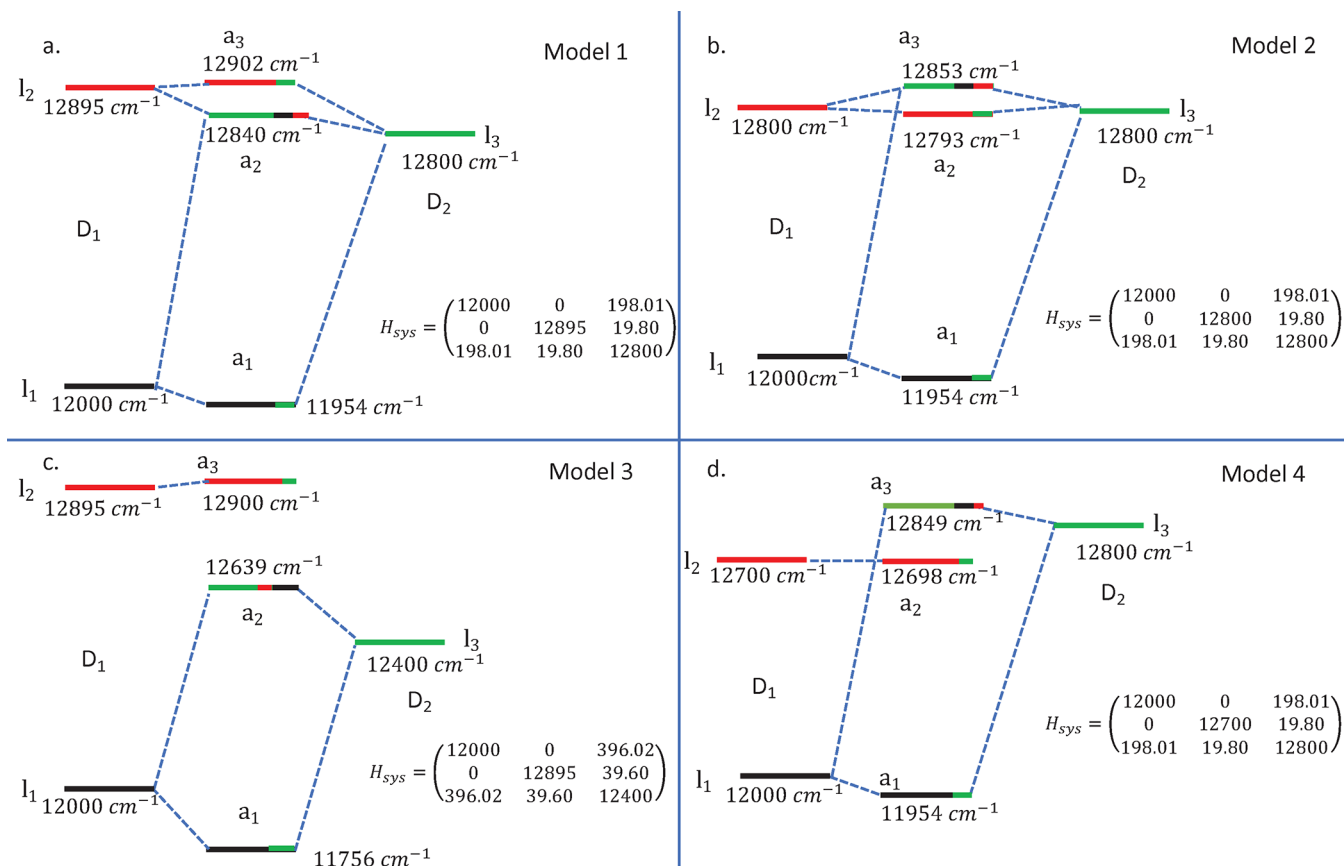 a.
Model 1
a₃
12902 cm⁻¹
l₂
12895 cm⁻¹
12840 cm⁻¹
a₂
l₃
12800 cm⁻¹
D₁
D₂
H_sys = (12000 0 198.01
0 12895 19.80
198.01 19.80 12800)
a₁
l₁
12000 cm⁻¹
11954 cm⁻¹
b.
Model 2
a₃
12853 cm⁻¹
l₂
12800 cm⁻¹
12793 cm⁻¹
a₂
l₃
12800 cm⁻¹
D₁
D₂
H_sys = (12000 0 198.01
0 12800 19.80
198.01 19.80 12800)
a₁
l₁
12000cm⁻¹
11954 cm⁻¹
c.
Model 3
a₃
l₂
12895 cm⁻¹
12900 cm⁻¹
12639 cm⁻¹
a₂
l₃
12400 cm⁻¹
D₁
D₂
H_sys = (12000 0 396.02
0 12895 39.60
396.02 39.60 12400)
l₁
12000 cm⁻¹
a₁
11756 cm⁻¹
d.
Model 4
a₃
12849 cm⁻¹
l₃
12800 cm⁻¹
l₂
12700 cm⁻¹
12698 cm⁻¹
a₂
D₂
D₁
H_sys = (12000 0 198.01
0 12700 19.80
198.01 19.80 12800)
l₁
12000 cm⁻¹
a₁
11954 cm⁻¹